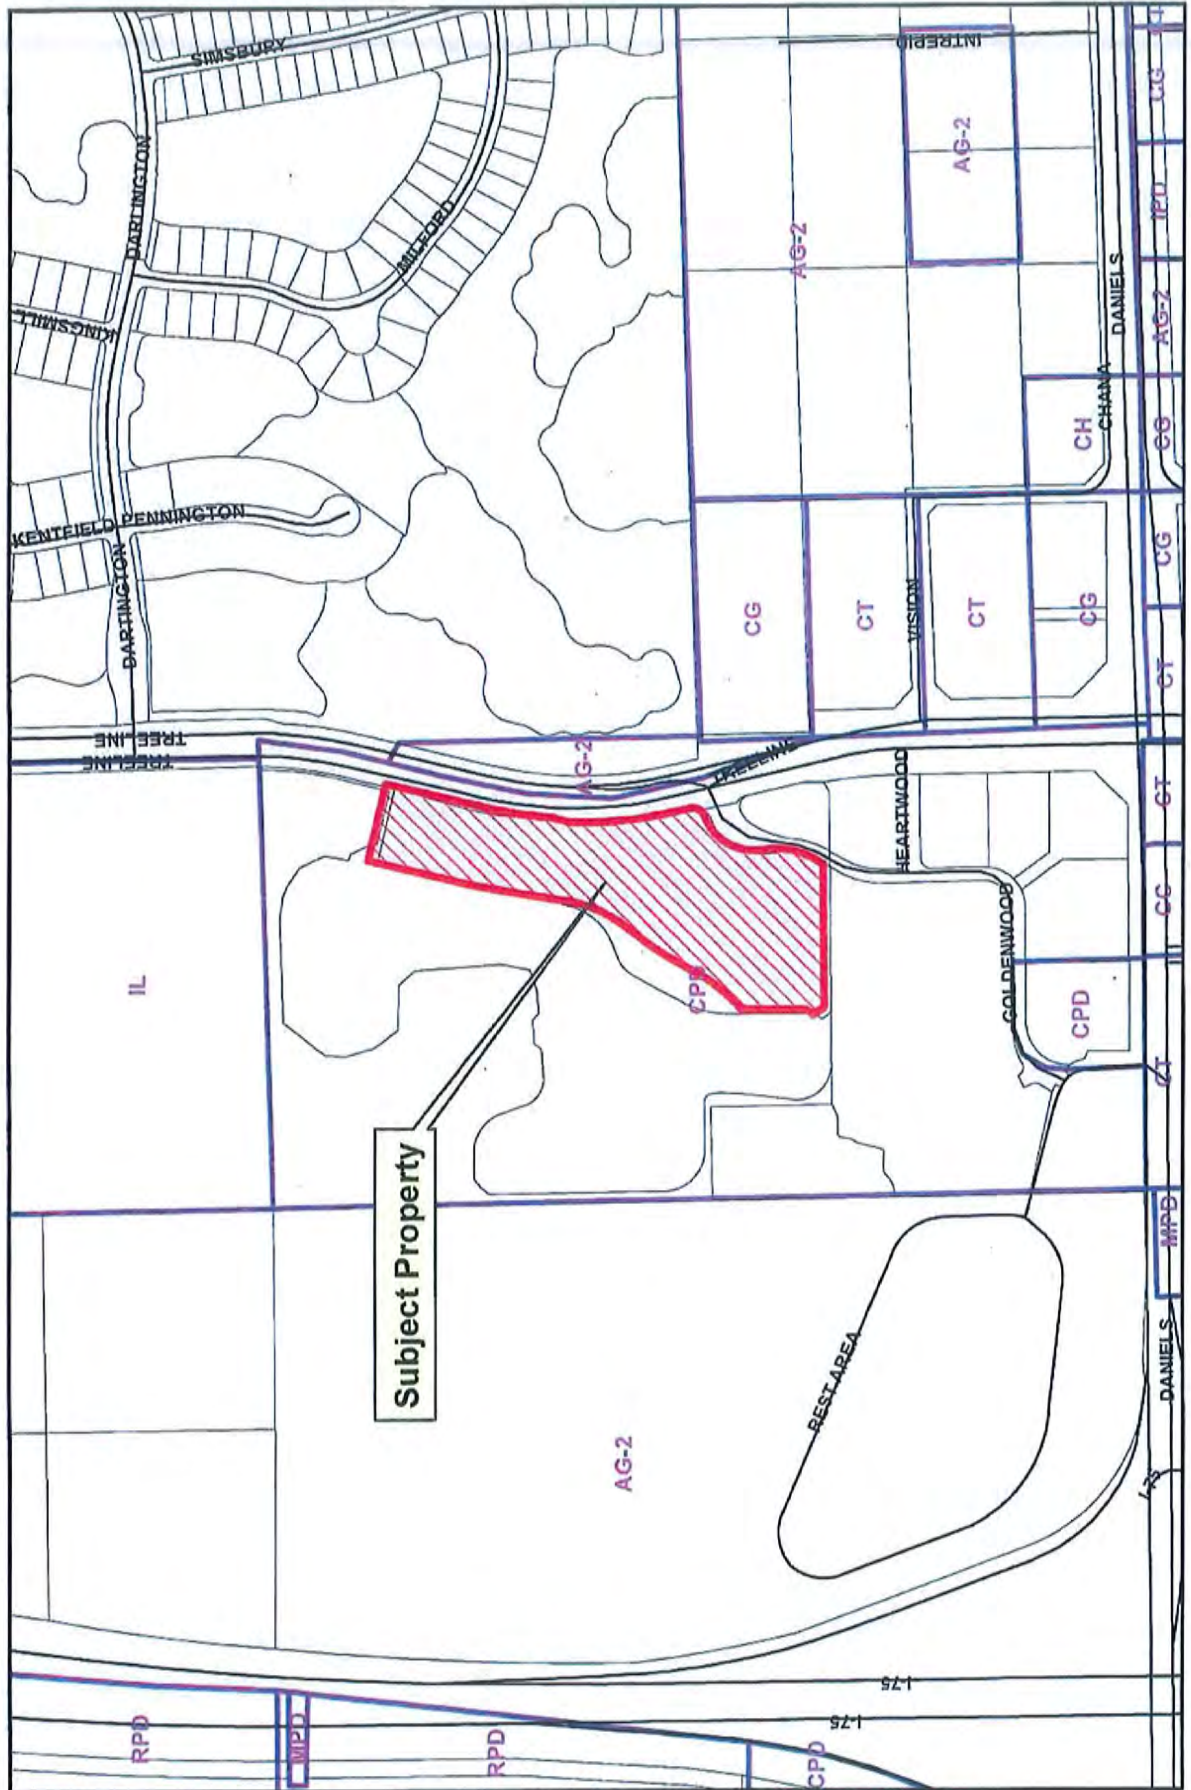 RPD
IL
TREELINE
TREELINE
DARTINGTON
KENTFIELD
PENNINGTON
KINGSMILL
DARLINGTON
SIMSBURY
MPD
Subject Property
MILFORD
RPD
AG-2
AG-2
CPD
TREELINE
CG
AG-2
CPD
I-75
I-75
REST AREA
CT
HEARTWOOD
VISION
CT
AG-2
INTREPID
GOLDENWOOD
CPD
CG
CH
CHANA
DANIELS
I-75
DANIELS
MPD
CT
CG
CT
CT
CG
CG
AG-2
IPD
CG